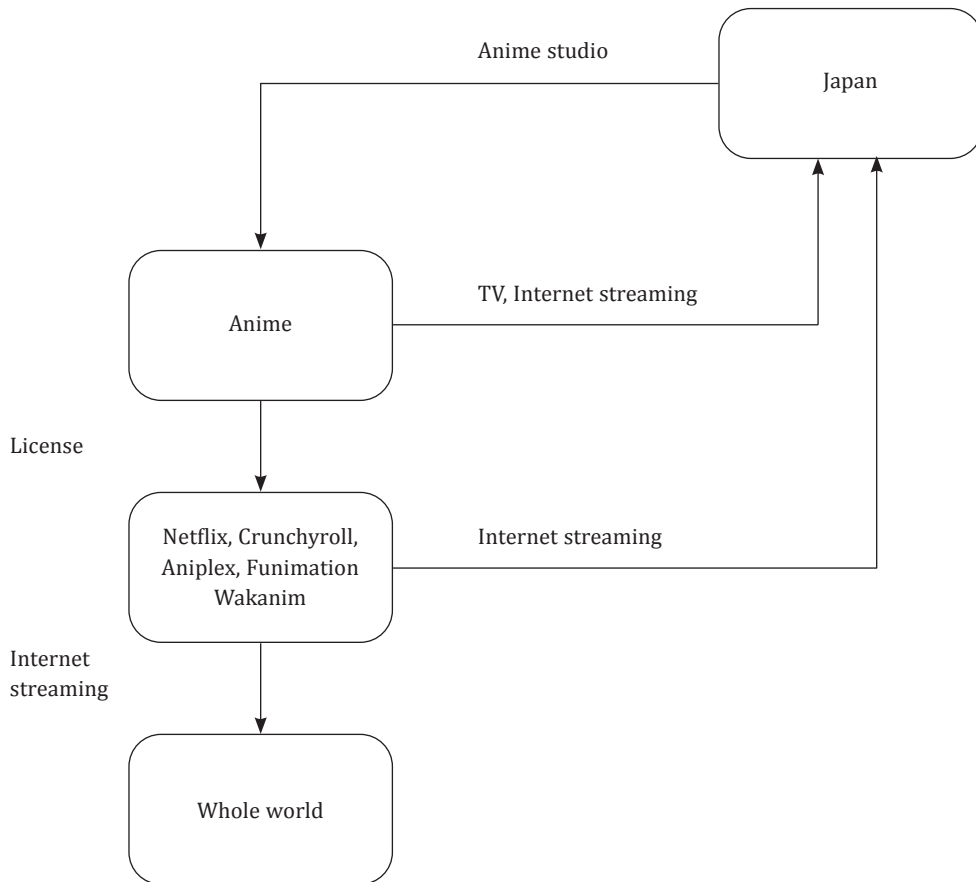 Anime studio
Japan
TV, Internet streaming
Anime
License
Netflix, Crunchyroll,
Aniplex, Funimation
Wakanim
Internet streaming
Internet
streaming
Whole world